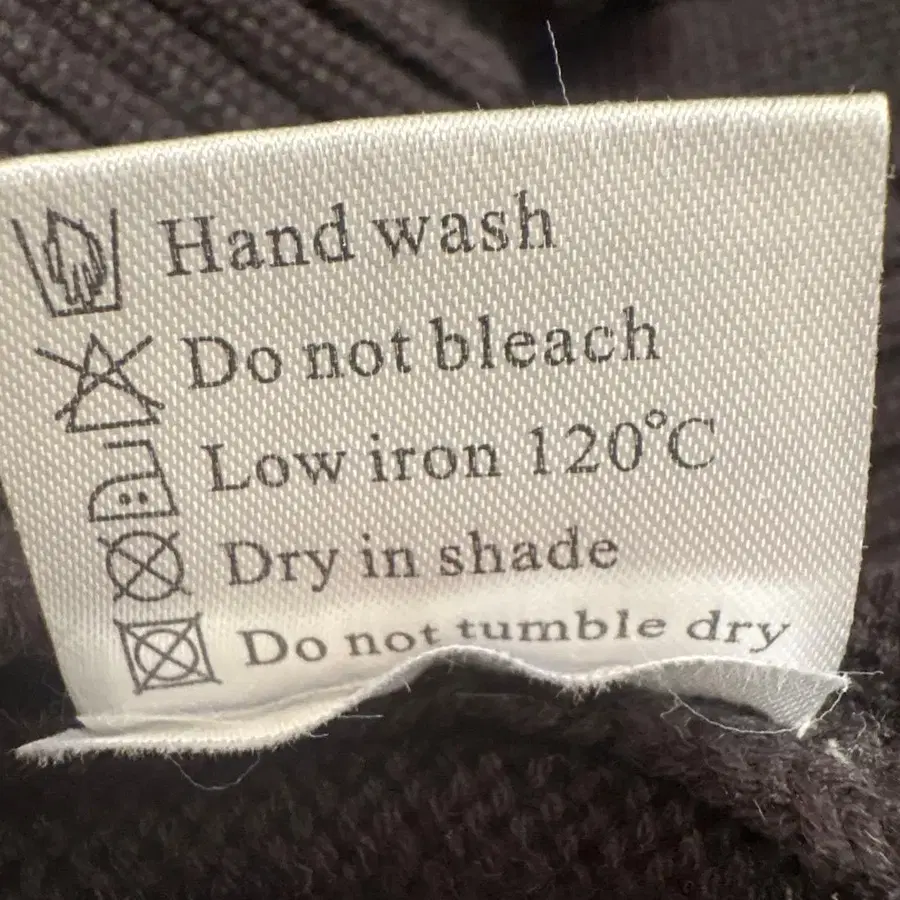 Hand wash
Do not bleach
Low iron 120°C
Dry in shade
Do not tumble dry